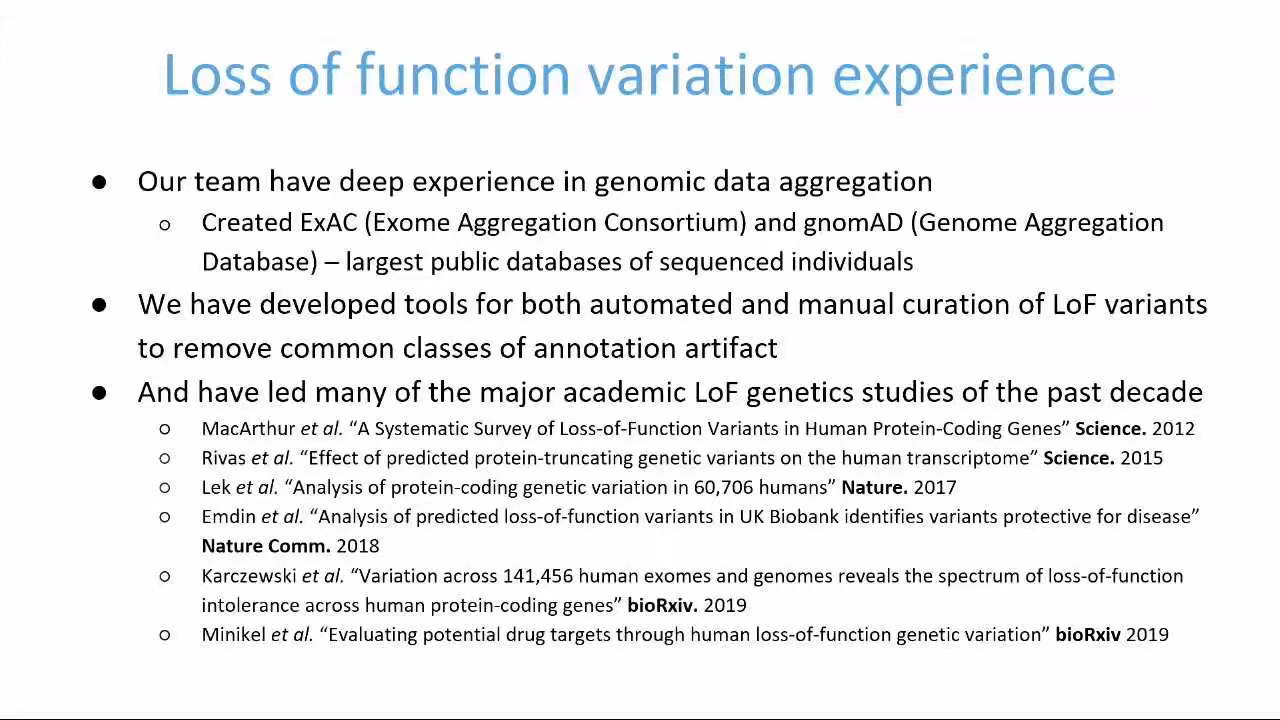 Loss of function variation experience
● Our team have deep experience in genomic data aggregation
○ Created ExAC (Exome Aggregation Consortium) and gnomAD (Genome Aggregation
Database) – largest public databases of sequenced individuals
● We have developed tools for both automated and manual curation of LoF variants
to remove common classes of annotation artifact
● And have led many of the major academic LoF genetics studies of the past decade
○ MacArthur et al. “A Systematic Survey of Loss-of-Function Variants in Human Protein-Coding Genes” Science. 2012
○ Rivas et al. “Effect of predicted protein-truncating genetic variants on the human transcriptome” Science. 2015
○ Lek et al. “Analysis of protein-coding genetic variation in 60,706 humans” Nature. 2017
○ Emdin et al. “Analysis of predicted loss-of-function variants in UK Biobank identifies variants protective for disease”
Nature Comm. 2018
○ Karczewski et al. “Variation across 141,456 human exomes and genomes reveals the spectrum of loss-of-function
intolerance across human protein-coding genes” bioRxiv. 2019
○ Minikel et al. “Evaluating potential drug targets through human loss-of-function genetic variation” bioRxiv 2019